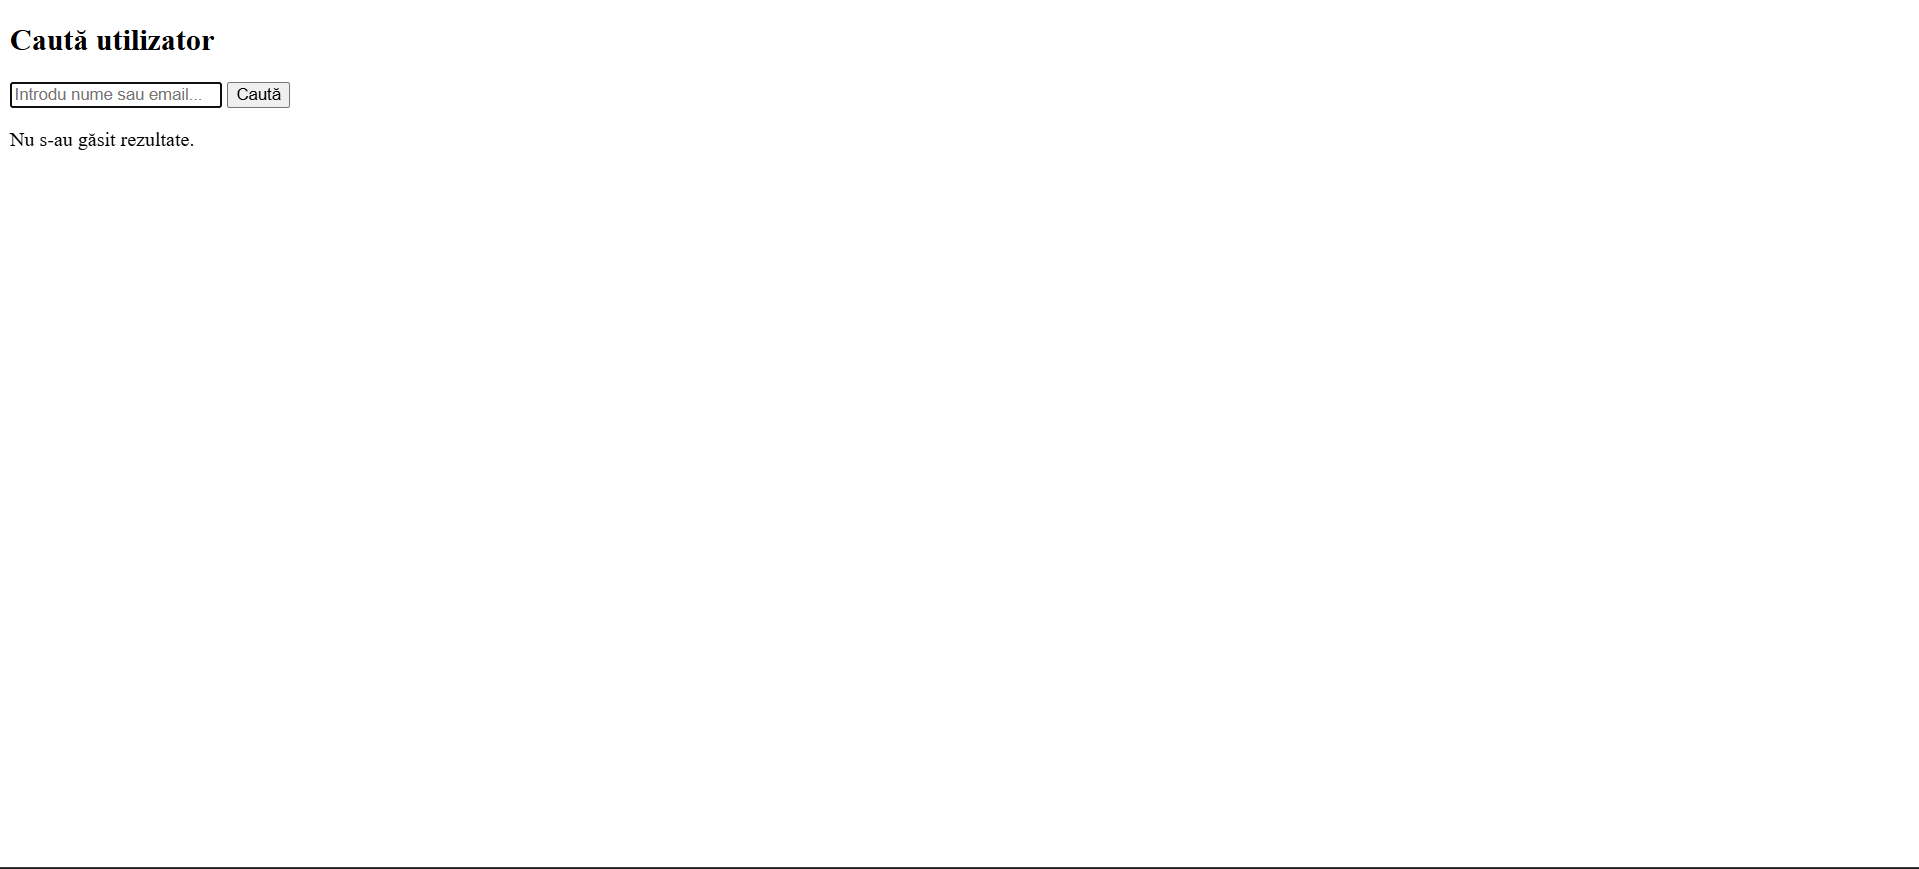 Caută utilizator
Introdu nume sau email... Caută
Nu s-au găsit rezultate.